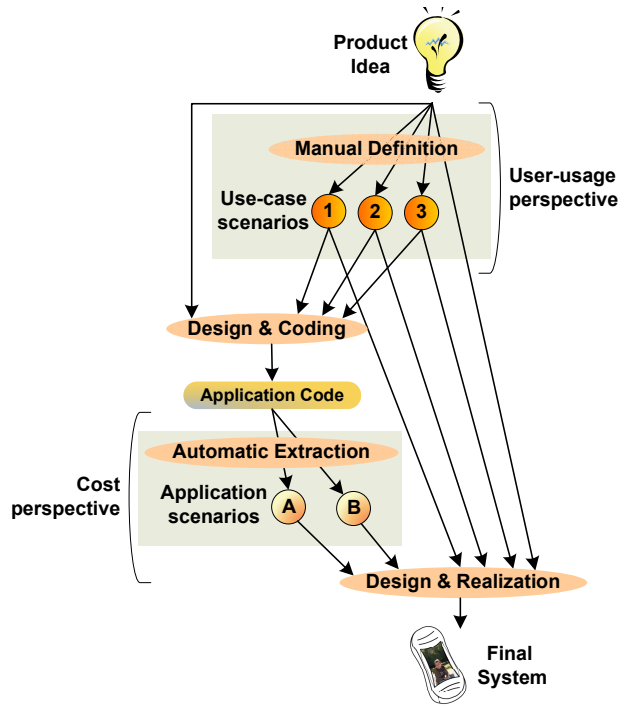 Product
Idea
Manual Definition
User-usage
perspective
Use-case
scenarios
1
2
3
Design & Coding
Application Code
Automatic Extraction
Cost
perspective
Application
scenarios
A
B
Design & Realization
Final
System